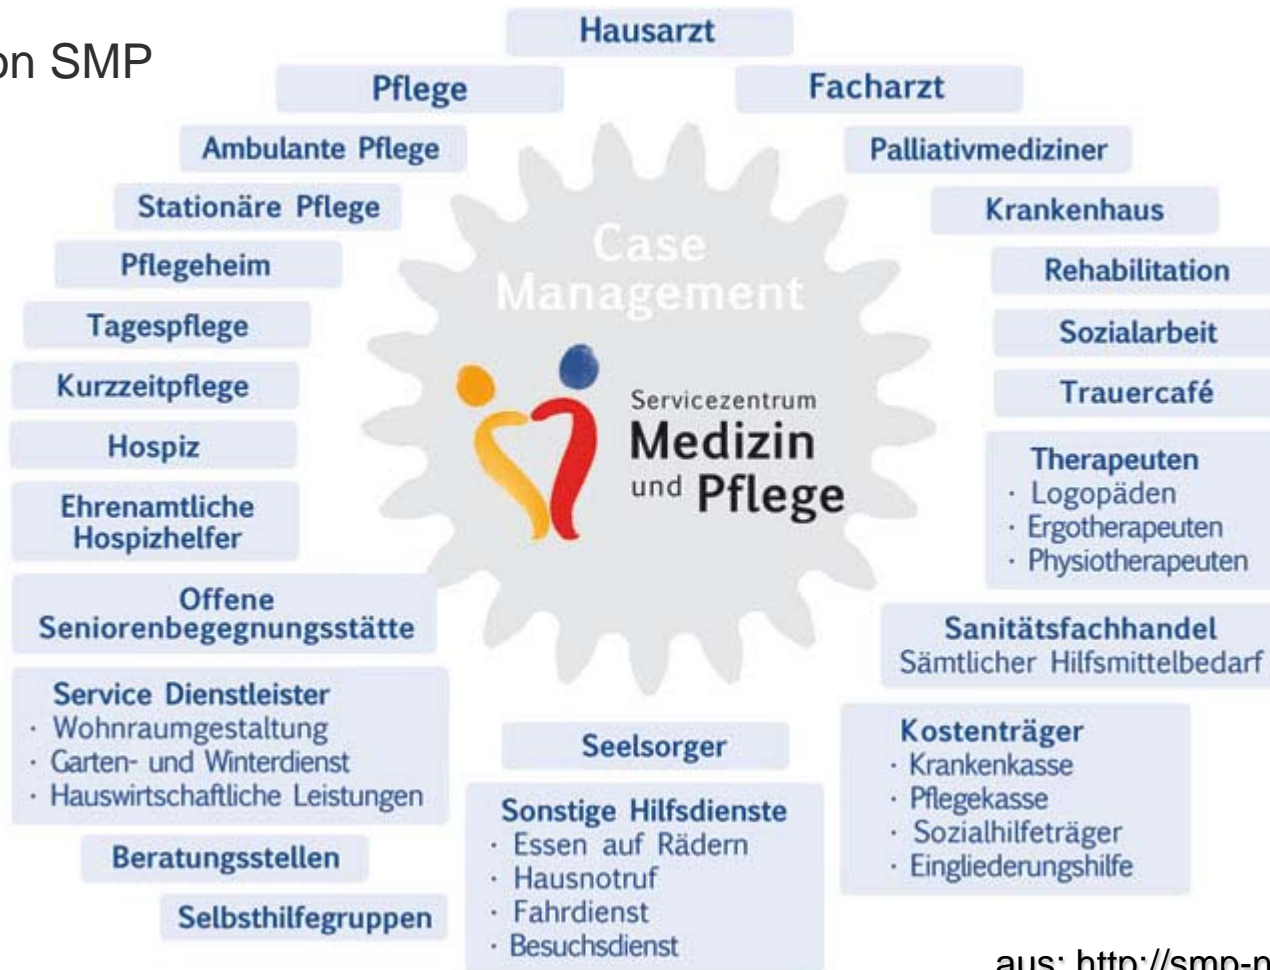 on SMP
Hausarzt
Pflege
Facharzt
Ambulante Pflege
Palliativmediziner
Stationäre Pflege
Krankenhaus
Pflegeheim
Rehabilitation
Tagespflege
Sozialarbeit
Kurzzeitpflege
Trauercafé
Hospiz
Ehrenamtliche
Hospizhelfer
Case
Management
Servicezentrum
Medizin
und Pflege
Therapeuten
· Logopäden
· Ergotherapeuten
· Physiotherapeuten
Offene
Seniorenbegegnungsstätte
Sanitätsfachhandel
Sämtlicher Hilfsmittelbedarf
Service Dienstleister
· Wohnraumgestaltung
· Garten- und Winterdienst
· Hauswirtschaftliche Leistungen
Seelsorger
Kostenträger
· Krankenkasse
· Pflegekasse
· Sozialhilfeträger
· Eingliederungshilfe
Sonstige Hilfsdienste
· Essen auf Rädern
· Hausnotruf
· Fahrdienst
· Besuchsdienst
Beratungsstellen
Selbsthilfegruppen
aus: http://smp-n